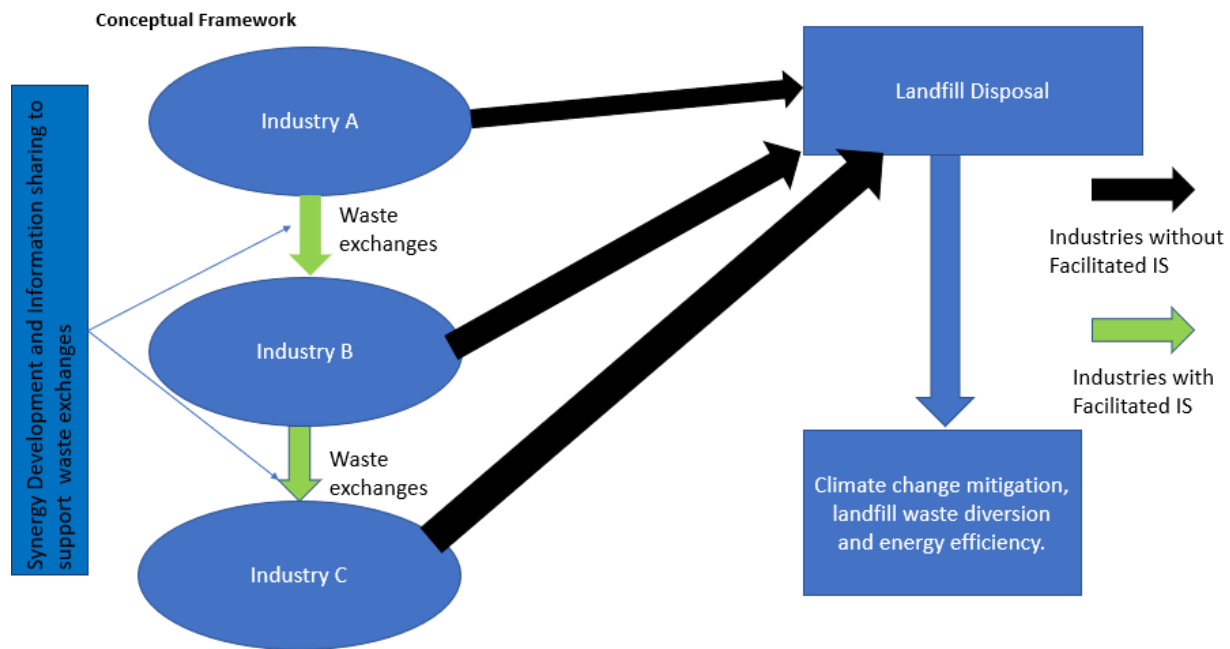 Conceptual Framework
Synergy Development and Information sharing to
support waste exchanges
Industry A
Waste
exchanges
Industry B
Waste
exchanges
Industry C
Landfill Disposal
Industries without
Facilitated IS
Industries with
Facilitated IS
Climate change mitigation,
landfill waste diversion
and energy efficiency.